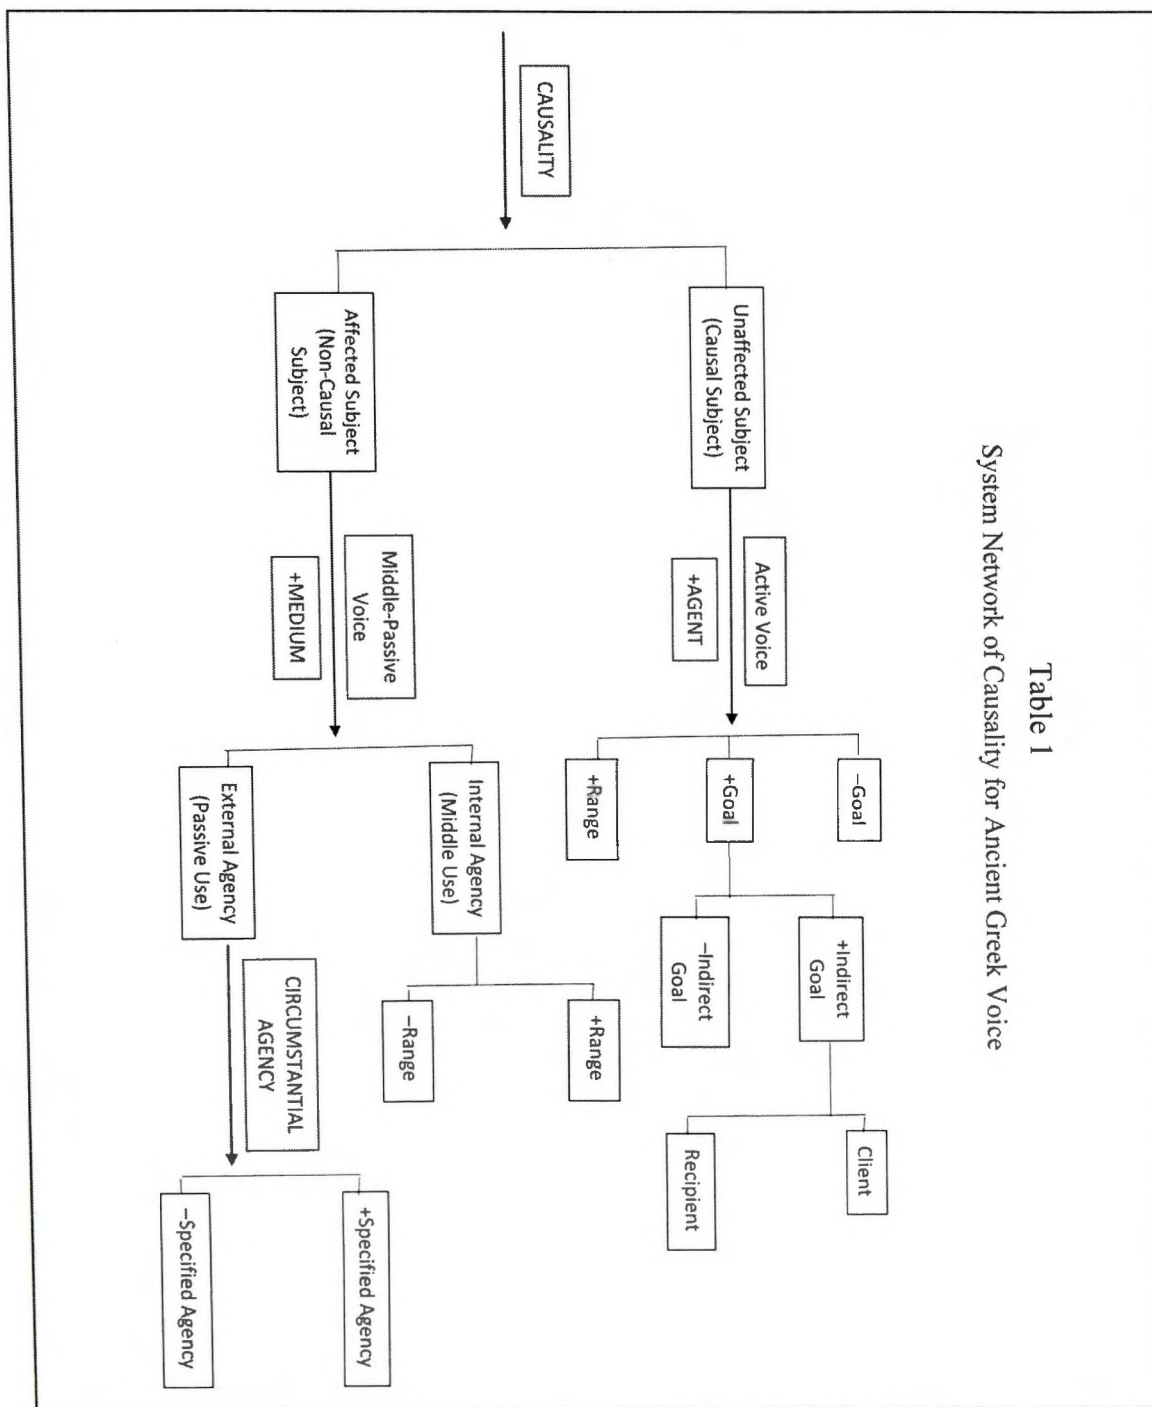 Table 1
System Network of Causality for Ancient Greek Voice
CAUSALITY
Unaffected Subject
(Causal Subject)
Active Voice
+AGENT
–Goal
+Goal
+Range
+Indirect
Goal
–Indirect
Goal
Client
Recipient
Affected Subject
(Non-Causal
Subject)
Middle-Passive
Voice
+MEDIUM
Internal Agency
(Middle Use)
+Range
–Range
External Agency
(Passive Use)
CIRCUMSTANTIAL
AGENCY
+Specified Agency
–Specified Agency